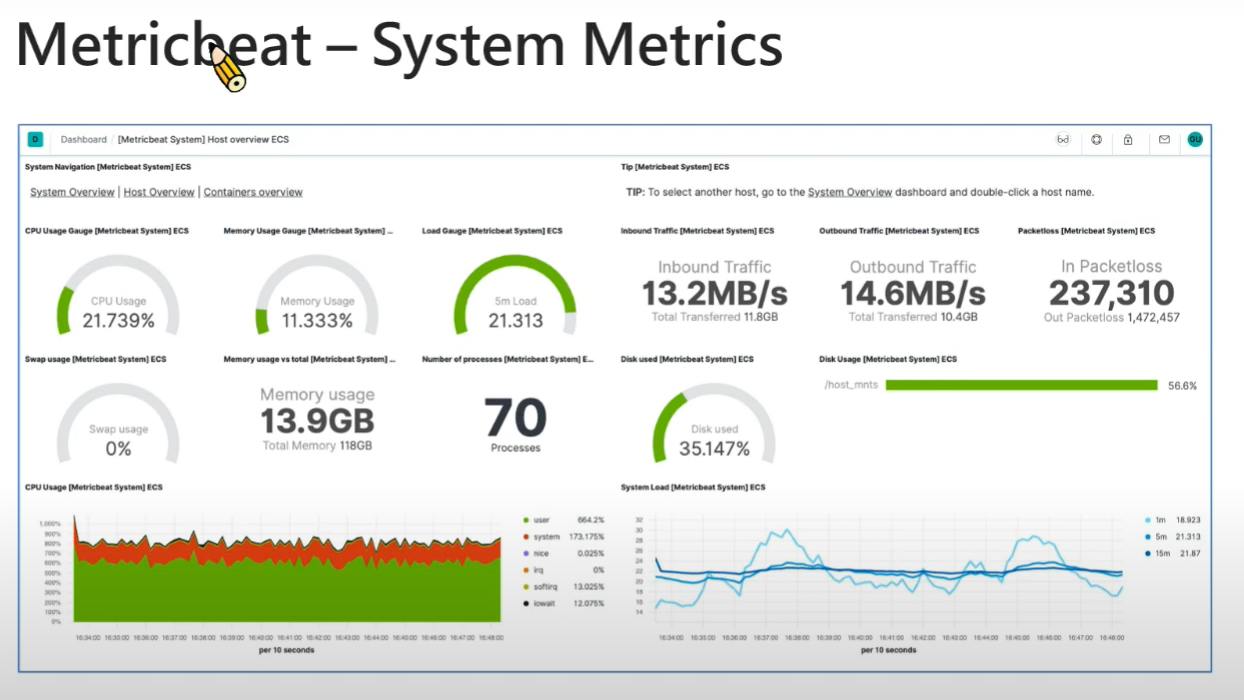 Metricbeat – System Metrics
D Dashboard / [Metricbeat System] Host overview ECS GU
System Navigation [Metricbeat System] ECS
System Overview | Host Overview | Containers overview
Tip [Metricbeat System] ECS
TIP: To select another host, go to the System Overview dashboard and double-click a host name.
CPU Usage Gauge [Metricbeat System] ECS
CPU Usage
21.739%
Memory Usage Gauge [Metricbeat System] ...
Memory Usage
11.333%
Load Gauge [Metricbeat System] ECS
5m Load
21.313
Inbound Traffic [Metricbeat System] ECS
Inbound Traffic
13.2MB/s
Total Transferred 11.8GB
Outbound Traffic [Metricbeat System] ECS
Outbound Traffic
14.6MB/s
Total Transferred 10.4GB
Packetloss [Metricbeat System] ECS
In Packetloss
237,310
Out Packetloss 1,472,457
Swap usage [Metricbeat System] ECS
Swap usage
0%
Memory usage vs total [Metricbeat System] ...
Memory usage
13.9GB
Total Memory 118GB
Number of processes [Metricbeat System] E...
70
Processes
Disk used [Metricbeat System] ECS
Disk used
35.147%
Disk Usage [Metricbeat System] ECS
/host_mnts 56.6%
CPU Usage [Metricbeat System] ECS
1,000%
900%
800%
700%
600%
500%
400%
300%
200%
100%
0%
16:34:00 16:35:00 16:36:00 16:37:00 16:38:00 16:39:00 16:40:00 16:41:00 16:42:00 16:43:00 16:44:00 16:45:00 16:46:00 16:47:00 16:48:00
per 10 seconds
user 664.2%
system 173.175%
nice 0.025%
irq 0%
softirq 13.025%
iowait 12.075%
System Load [Metricbeat System] ECS
32
30
28
26
24
22
20
18
16
14
16:34:00 16:35:00 16:36:00 16:37:00 16:38:00 16:39:00 16:40:00 16:41:00 16:42:00 16:43:00 16:44:00 16:45:00 16:46:00 16:47:00 16:48:00
per 10 seconds
1m 18.923
5m 21.313
15m 21.87